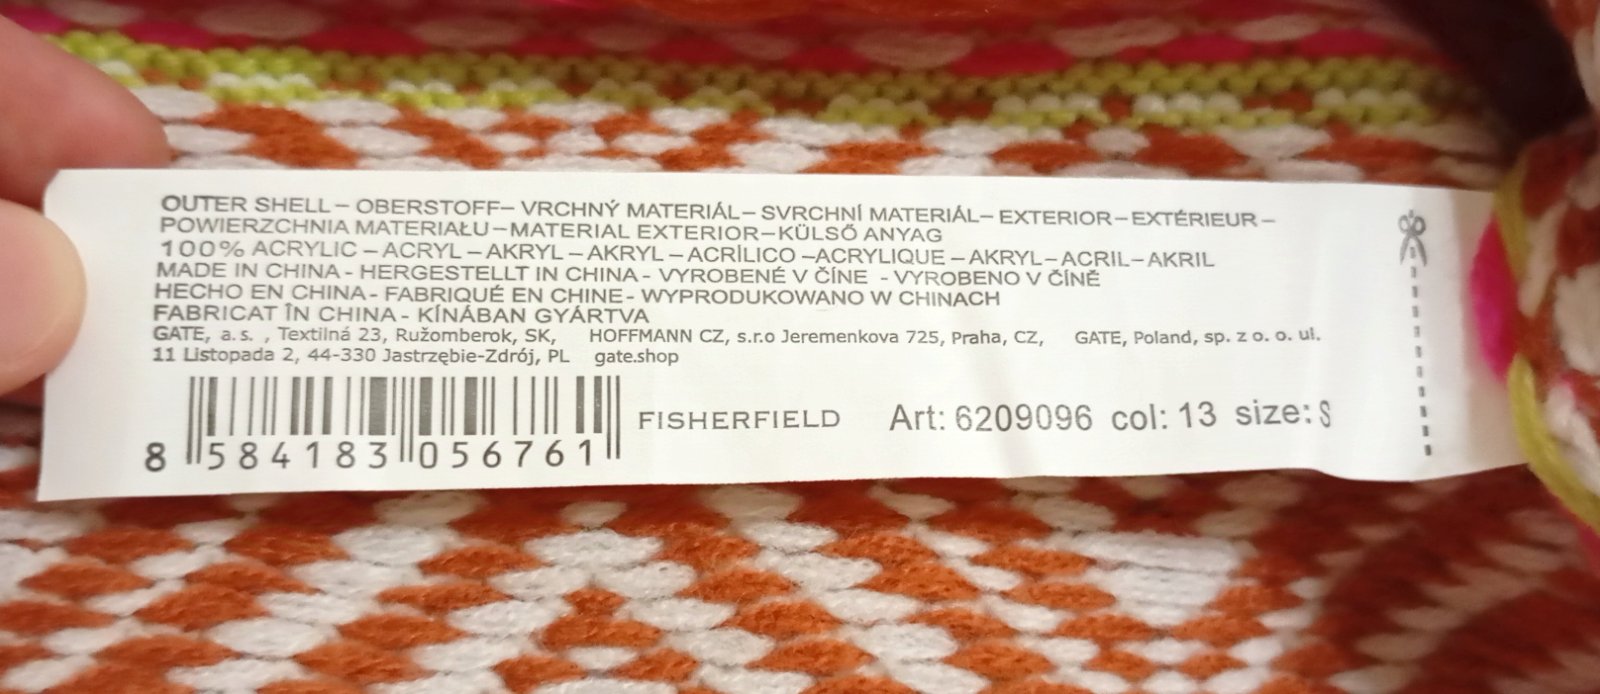 OUTER SHELL – OBERSTOFF– VRCHNÝ MATERIÁL– SVRCHNÍ MATERIÁL– EXTERIOR – EXTÉRIEUR –
POWIERZCHNIA MATERIAŁU – MATERIAL EXTERIOR – KÜLSŐ ANYAG
100% ACRYLIC – ACRYL – AKRYL – AKRYL – ACRÍLICO –ACRYLIQUE – AKRYL – ACRIL – AKRIL
MADE IN CHINA - HERGESTELLT IN CHINA - VYROBENÉ V ČÍNE - VYROBENO V ČÍNĚ
HECHO EN CHINA - FABRIQUÉ EN CHINE - WYPRODUKOWANO W CHINACH
FABRICAT ÎN CHINA - KÍNÁBAN GYÁRTVA
GATE, a. s. , Textilná 23, Ružomberok, SK, HOFFMANN CZ, s.r.o Jeremenkova 725, Praha, CZ, GATE, Poland, sp. z o. o. ul.
11 Listopada 2, 44-330 Jastrzębie-Zdrój, PL gate.shop
FISHERFIELD Art: 6209096 col: 13 size: S
8 584183 056761